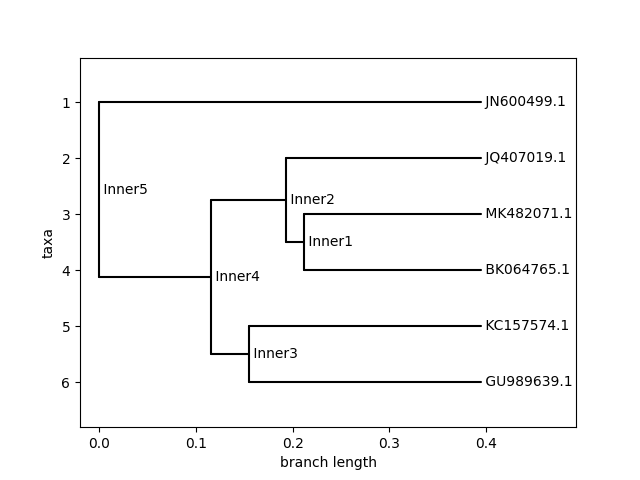 1
JN600499.1
2
JQ407019.1
Inner5
Inner2
3
MK482071.1
taxa
Inner1
4
BK064765.1
Inner4
5
KC157574.1
Inner3
6
GU989639.1
0.0
0.1
0.2
0.3
0.4
branch length